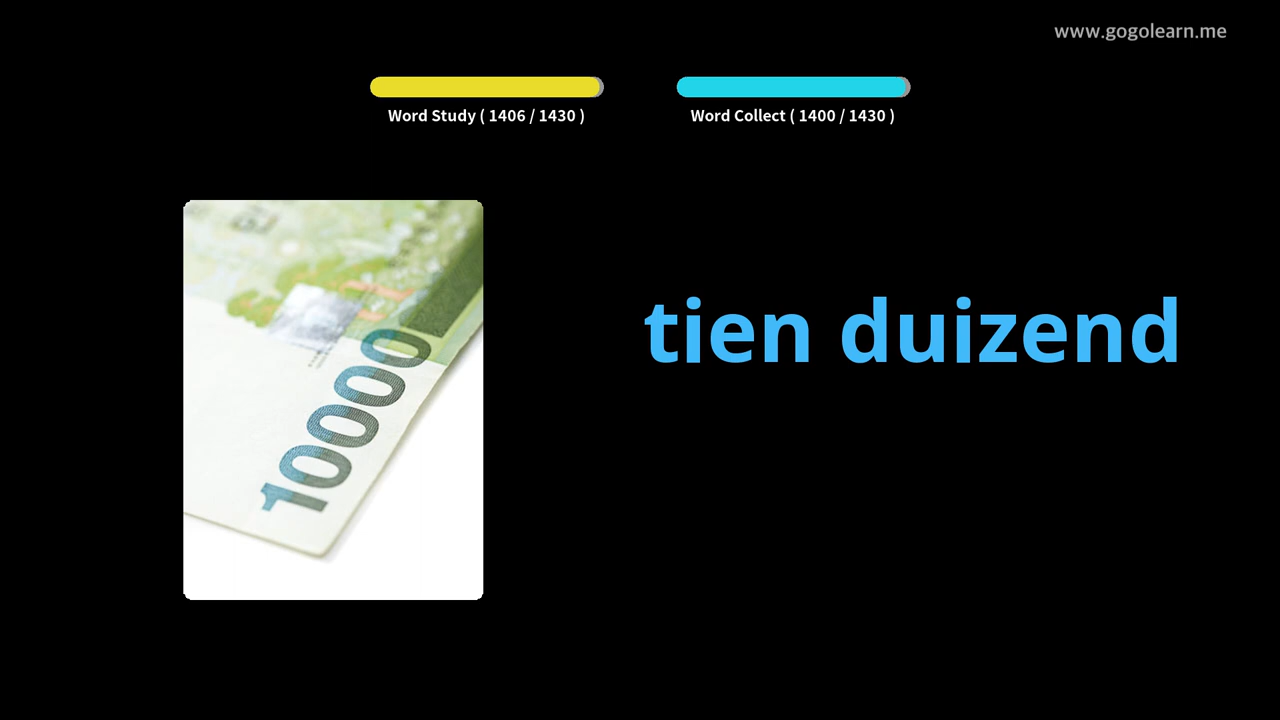 www.gogolearn.me
Word Study ( 1406 / 1430 )
Word Collect ( 1400 / 1430 )
tien duizend
10000